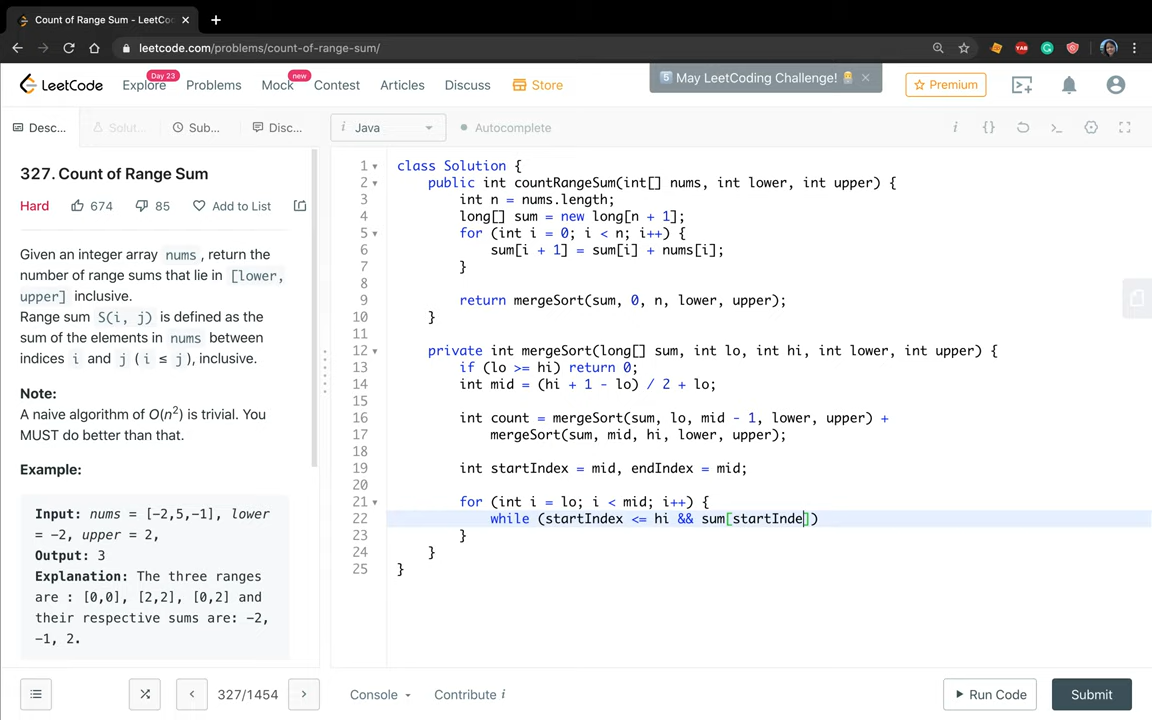 Count of Range Sum - LeetCo
leetcode.com/problems/count-of-range-sum/
LeetCode
Explore
Day 23
Problems
Mock
new
Contest
Articles
Discuss
Store
5 May LeetCoding Challenge!
Premium
Desc...
Solut...
Sub...
Disc...
i Java
Autocomplete
327. Count of Range Sum
Hard
674
85
Add to List
Given an integer array nums , return the
number of range sums that lie in [lower,
upper] inclusive.
Range sum S(i, j) is defined as the
sum of the elements in nums between
indices i and j (i ≤ j), inclusive.
Note:
A naive algorithm of O(n²) is trivial. You
MUST do better than that.
Example:
Input: nums = [-2,5,-1], lower
= -2, upper = 2,
Output: 3
Explanation: The three ranges
are : [0,0], [2,2], [0,2] and
their respective sums are: -2,
-1, 2.
1 class Solution {
2 public int countRangeSum(int[] nums, int lower, int upper) {
3 int n = nums.length;
4 long[] sum = new long[n + 1];
5 for (int i = 0; i < n; i++) {
6 sum[i + 1] = sum[i] + nums[i];
7 }
8
9 return mergeSort(sum, 0, n, lower, upper);
10 }
11
12 private int mergeSort(long[] sum, int lo, int hi, int lower, int upper) {
13 if (lo >= hi) return 0;
14 int mid = (hi + 1 - lo) / 2 + lo;
15
16 int count = mergeSort(sum, lo, mid - 1, lower, upper) +
17 mergeSort(sum, mid, hi, lower, upper);
18
19 int startIndex = mid, endIndex = mid;
20
21 for (int i = lo; i < mid; i++) {
22 while (startIndex <= hi && sum[startInde])
23 }
24 }
25 }
327/1454
Console
Contribute i
Run Code
Submit